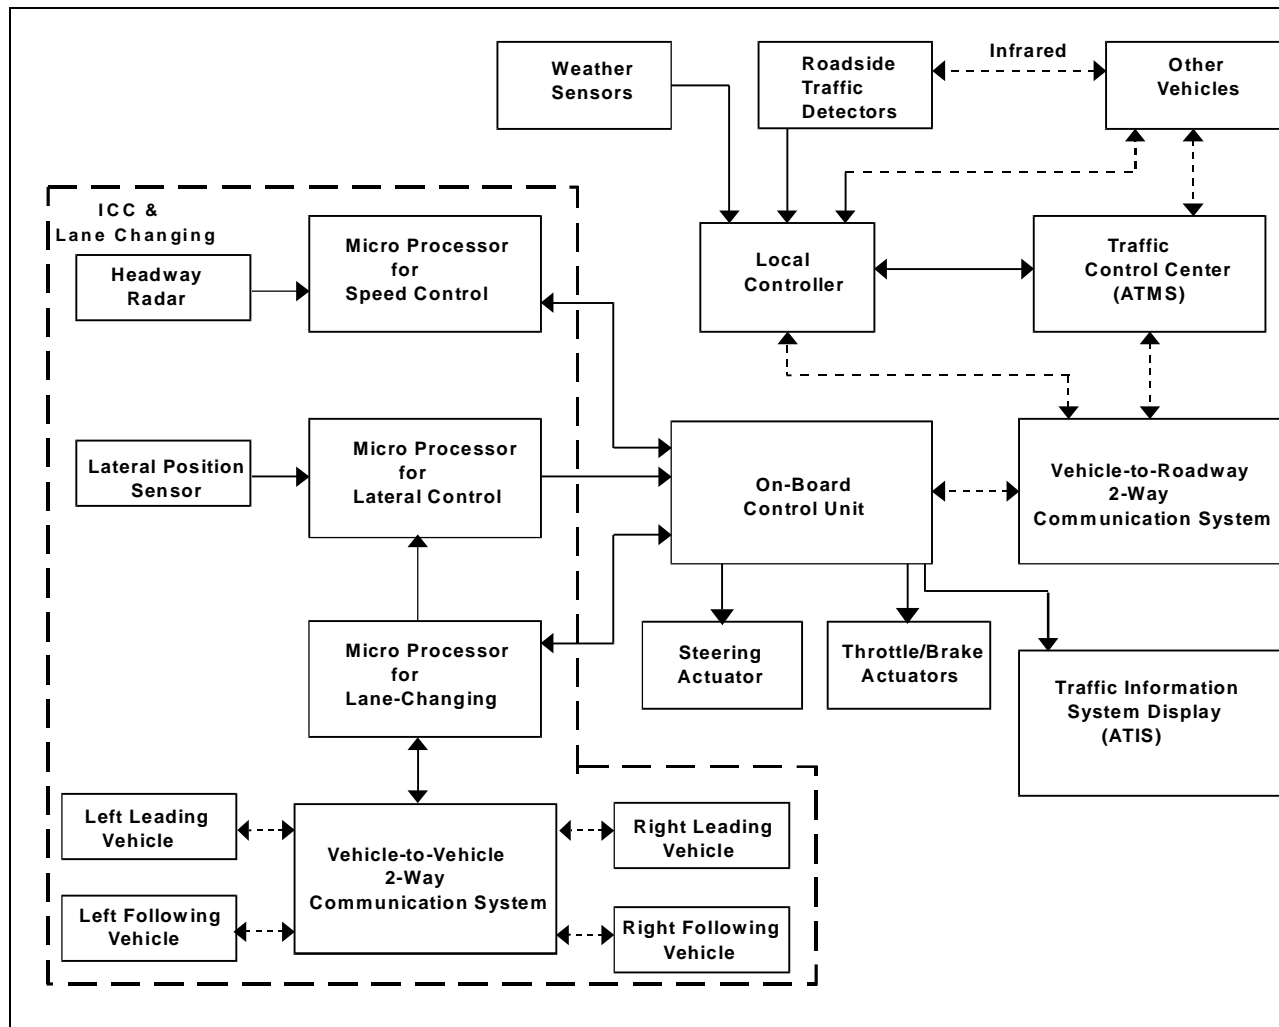 Weather
Sensors
Roadside
Traffic
Detectors
Infrared
Other
Vehicles
ICC &
Lane Changing
Headway
Radar
Micro Processor
for
Speed Control
Local
Controller
Traffic
Control Center
(ATMS)
Lateral Position
Sensor
Micro Processor
for
Lateral Control
On-Board
Control Unit
Vehicle-to-Roadway
2-Way
Communication System
Micro Processor
for
Lane-Changing
Steering
Actuator
Throttle/Brake
Actuators
Traffic Information
System Display
(ATIS)
Left Leading
Vehicle
Vehicle-to-Vehicle
2-Way
Communication System
Right Leading
Vehicle
Left Following
Vehicle
Right Following
Vehicle